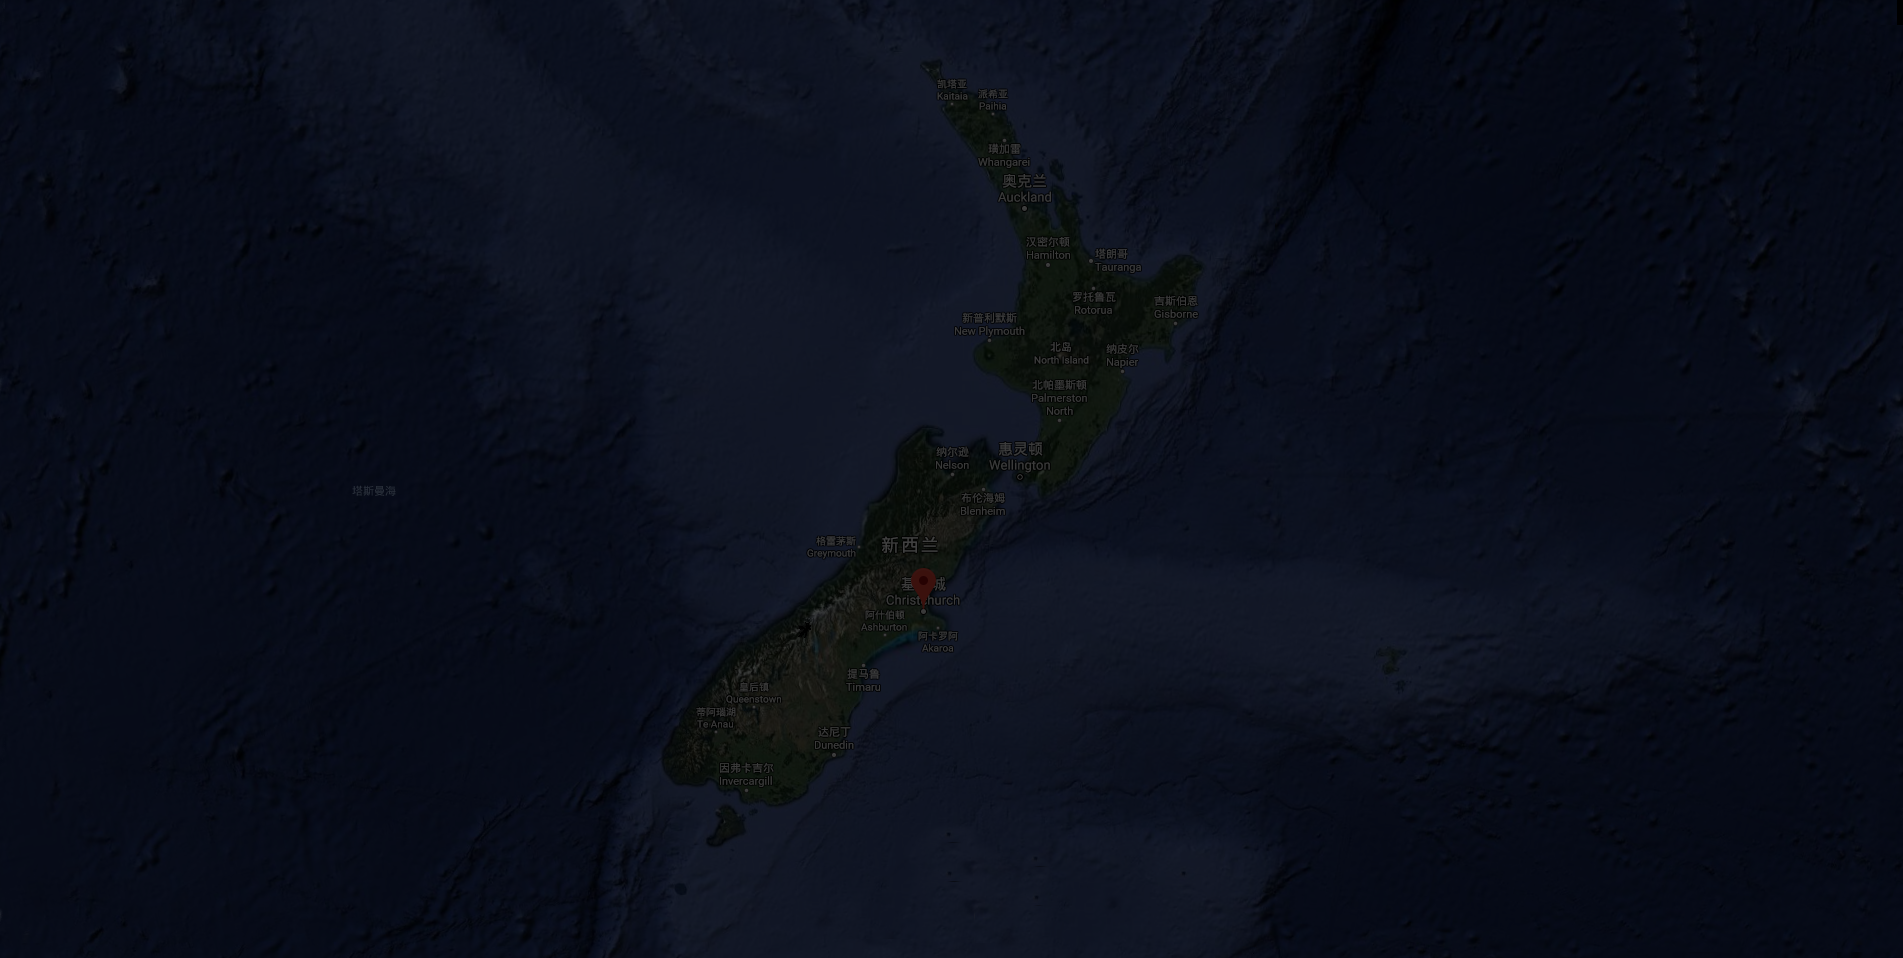 凯塔亚
Kaitaia
派希亚
Paihia
璜加雷
Whangarei
奥克兰
Auckland
汉密尔顿
Hamilton
塔朗哥
Tauranga
罗托鲁瓦
Rotorua
吉斯伯恩
Gisborne
新普利默斯
New Plymouth
北岛
North Island
纳皮尔
Napier
北帕墨斯顿
Palmerston
North
纳尔逊
Nelson
惠灵顿
Wellington
塔斯曼海
布伦海姆
Blenheim
格雷茅斯
Greymouth
新西兰
Christchurch
阿什伯顿
Ashburton
阿卡罗阿
Akaroa
提马鲁
Timaru
皇后镇
Queenstown
蒂阿瑙湖
Te Anau
达尼丁
Dunedin
因弗卡吉尔
Invercargill